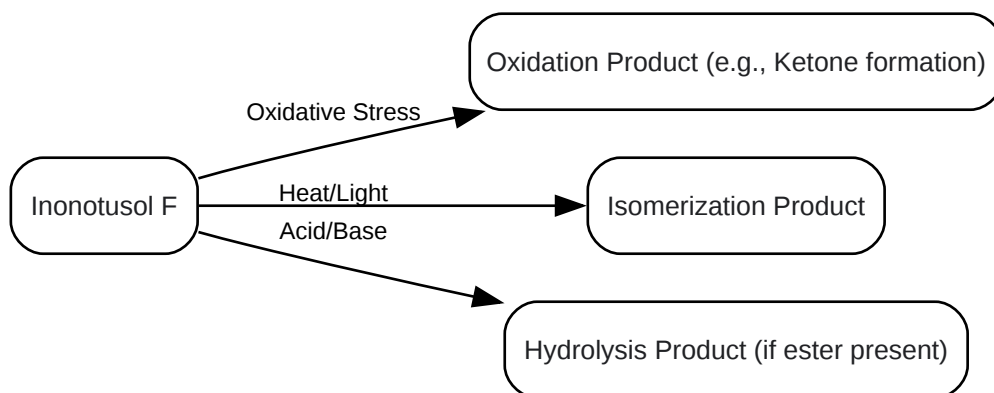 Oxidation Product (e.g., Ketone formation)
Oxidative Stress
Inonotusol F
Heat/Light
Isomerization Product
Acid/Base
Hydrolysis Product (if ester present)